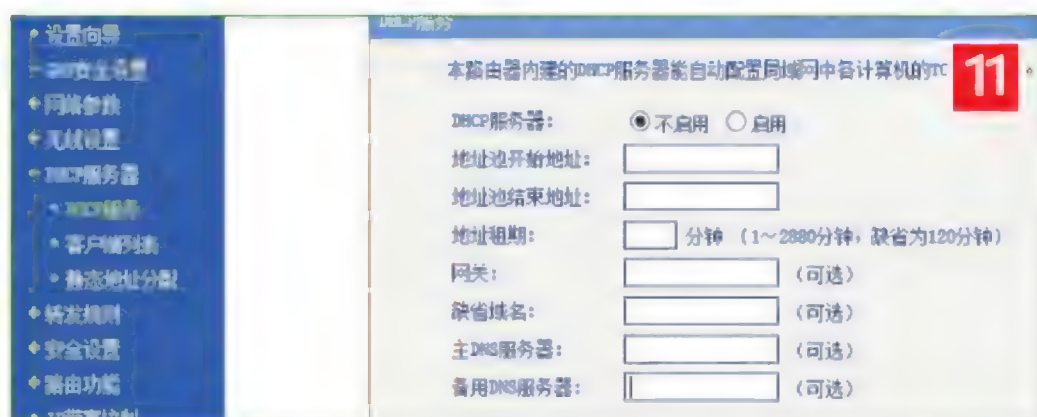 设置向导
安全设置
网络参数
无线设置
DHCP服务器
DHCP服务
客户端列表
静态地址分配
转发规则
安全设置
路由功能
DHCP服务
本路由器内建的DHCP服务器能自动配置局域网中各计算机的TC
11
DHCP服务器: 不启用 启用
地址池开始地址:
地址池结束地址:
地址租期: 分钟 (1~2880分钟,缺省为120分钟)
网关: (可选)
缺省域名: (可选)
主DNS服务器: (可选)
备用DNS服务器: (可选)